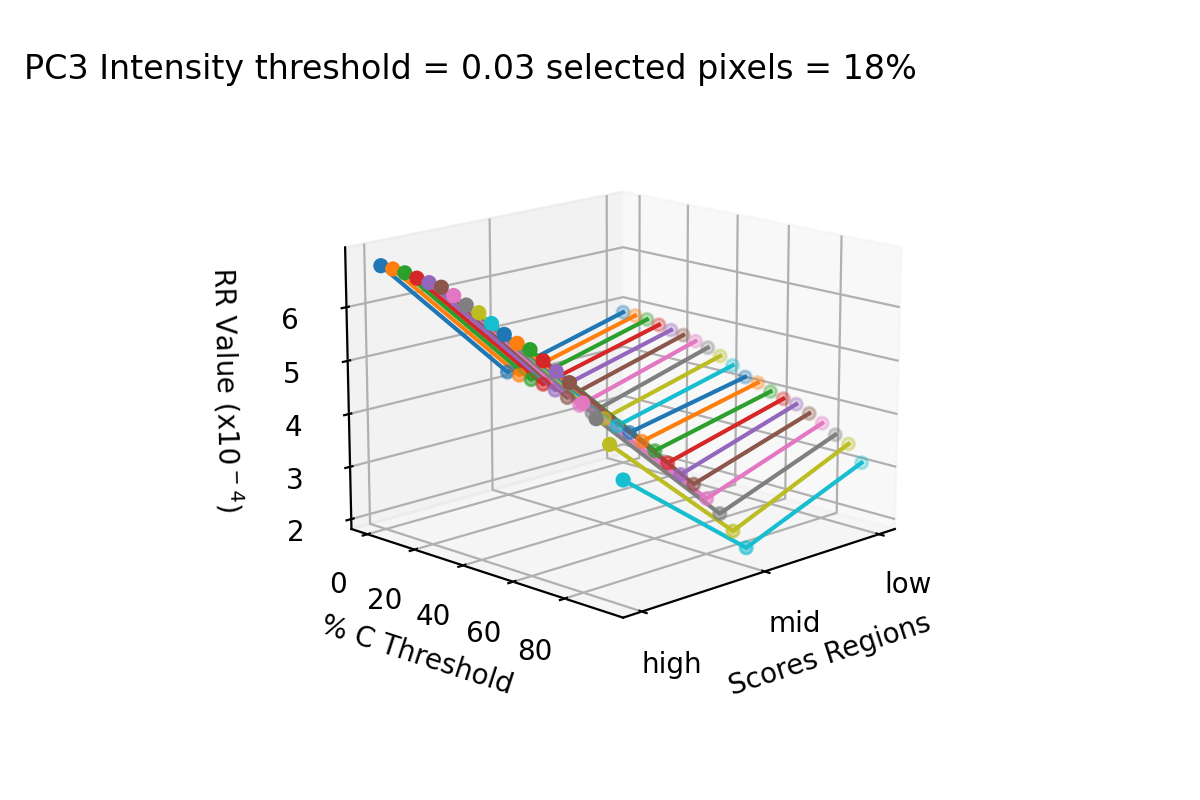 PC3 Intensity threshold = 0.03 selected pixels = 18%
RR Value (x10⁻⁴)
6
5
4
3
2
0
20
40
60
80
% C Threshold
high
mid
low
Scores Regions